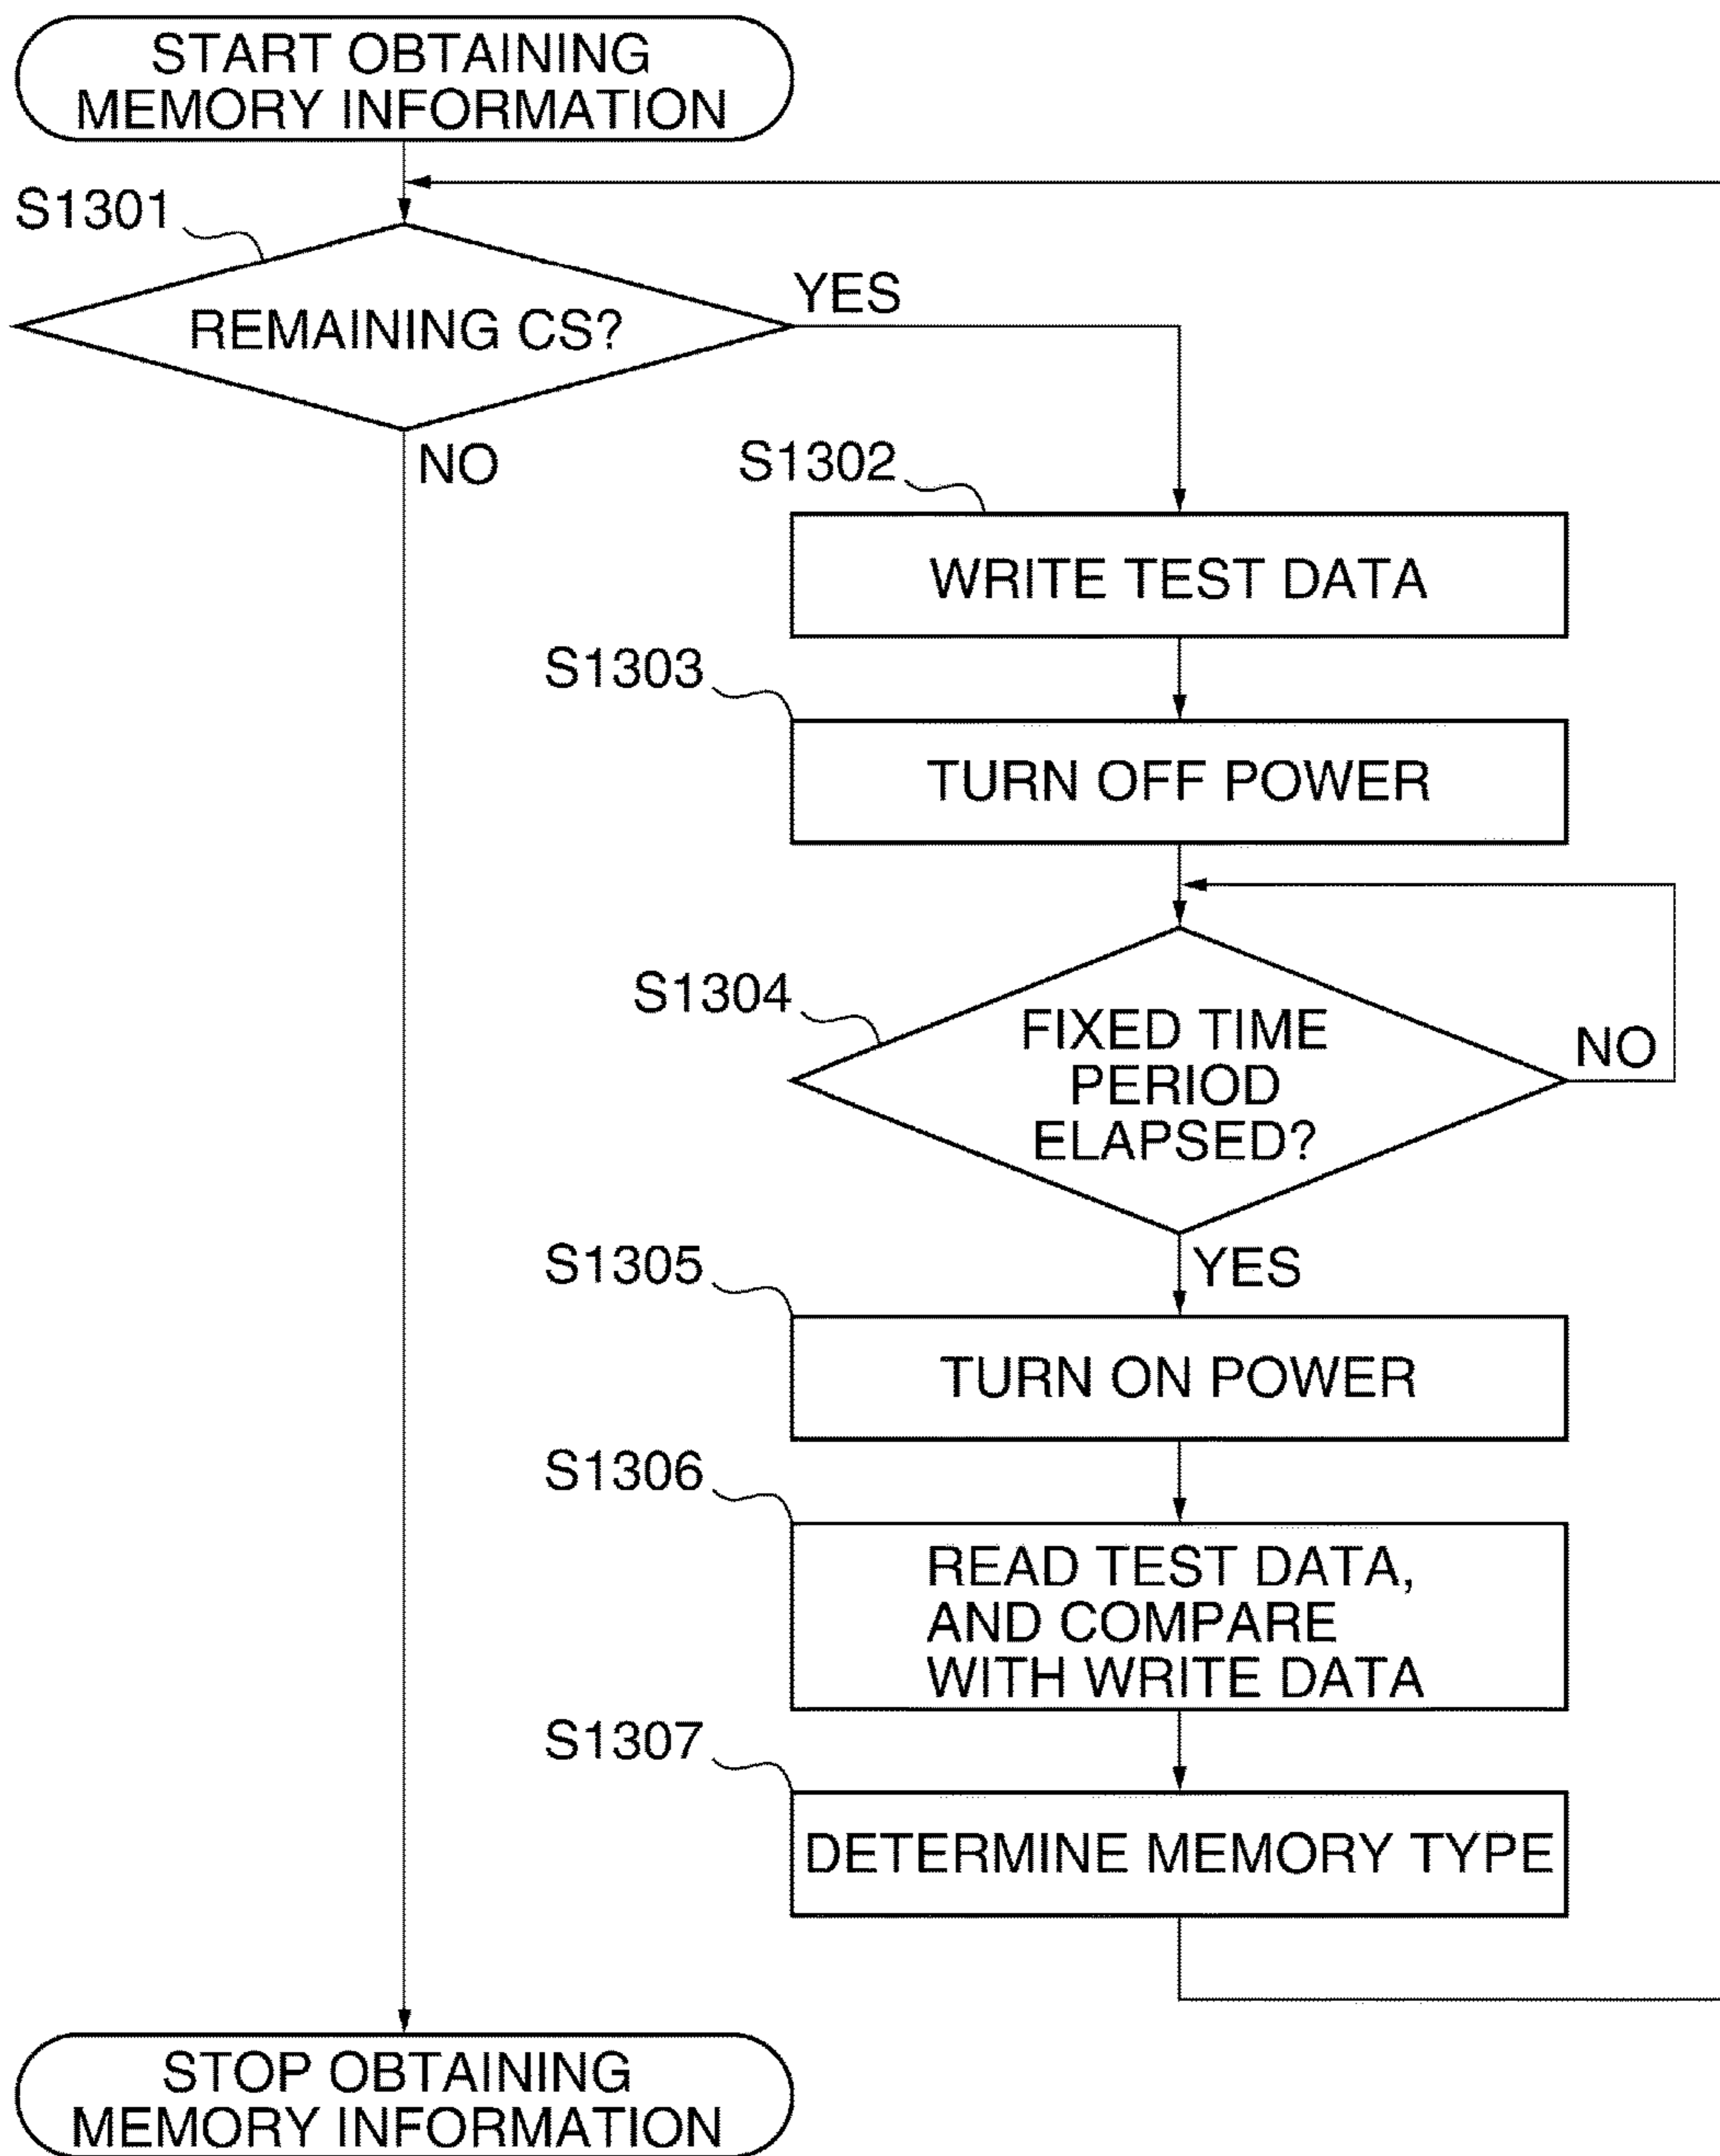 START OBTAINING
MEMORY INFORMATION
S1301
REMAINING CS?
YES
NO
S1302
WRITE TEST DATA
S1303
TURN OFF POWER
S1304
FIXED TIME
PERIOD
ELAPSED?
NO
YES
S1305
TURN ON POWER
S1306
READ TEST DATA,
AND COMPARE
WITH WRITE DATA
S1307
DETERMINE MEMORY TYPE
STOP OBTAINING
MEMORY INFORMATION